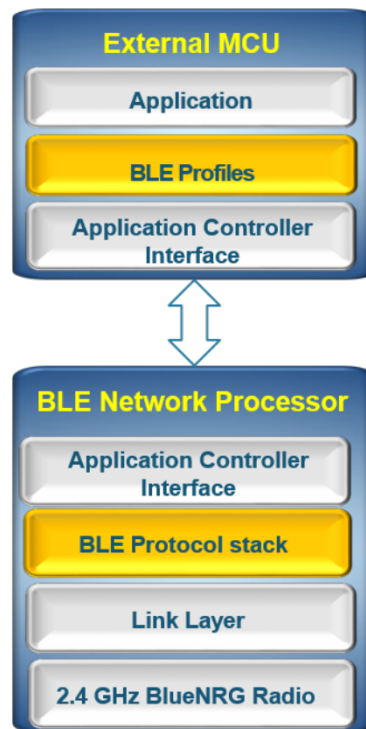 External MCU
Application
BLE Profiles
Application Controller
Interface
BLE Network Processor
Application Controller
Interface
BLE Protocol stack
Link Layer
2.4 GHz BlueNRG Radio